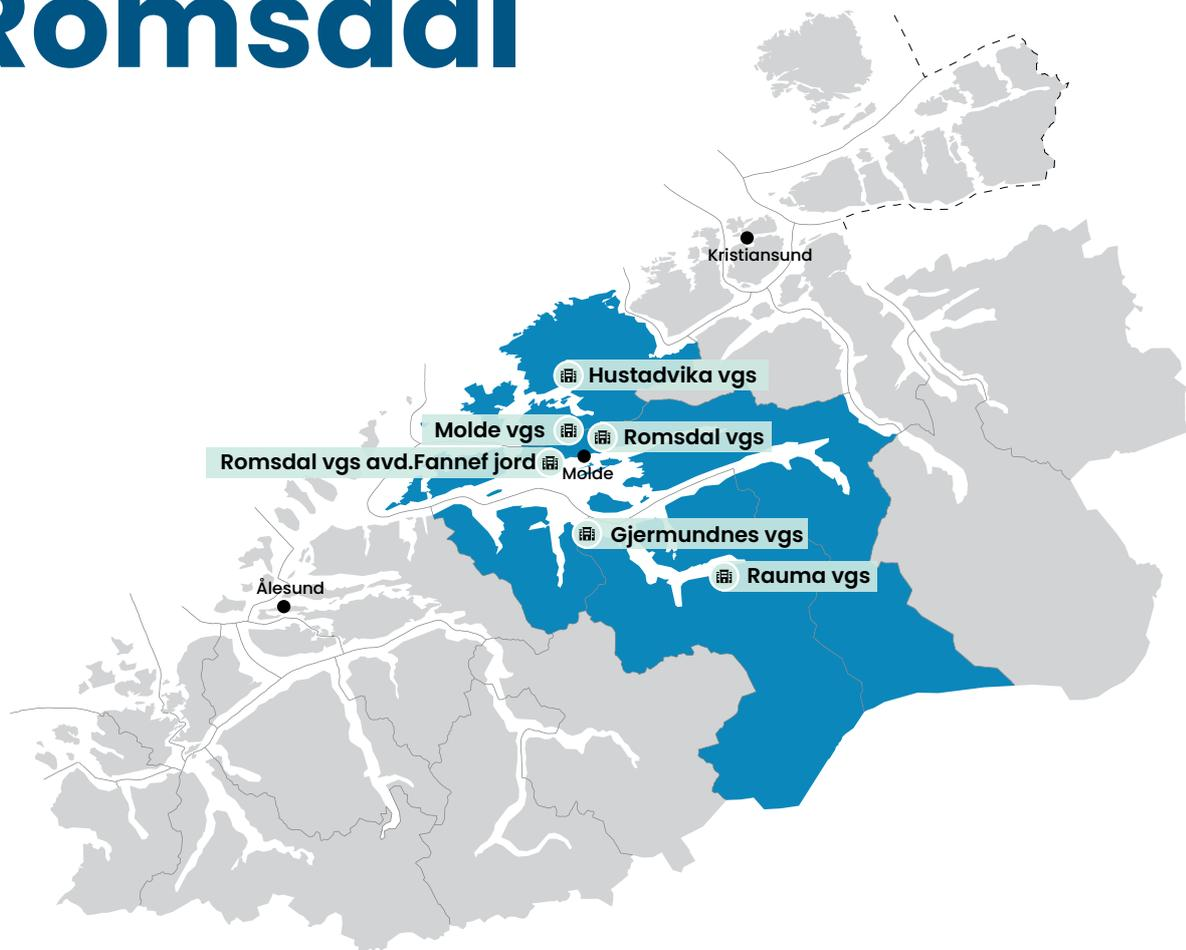 Romsdal
Kristiansund
Hustadvika vgs
Molde vgs
Romsdal vgs
Romsdal vgs avd.Fannef jord
Molde
Gjermundnes vgs
Rauma vgs
Ålesund